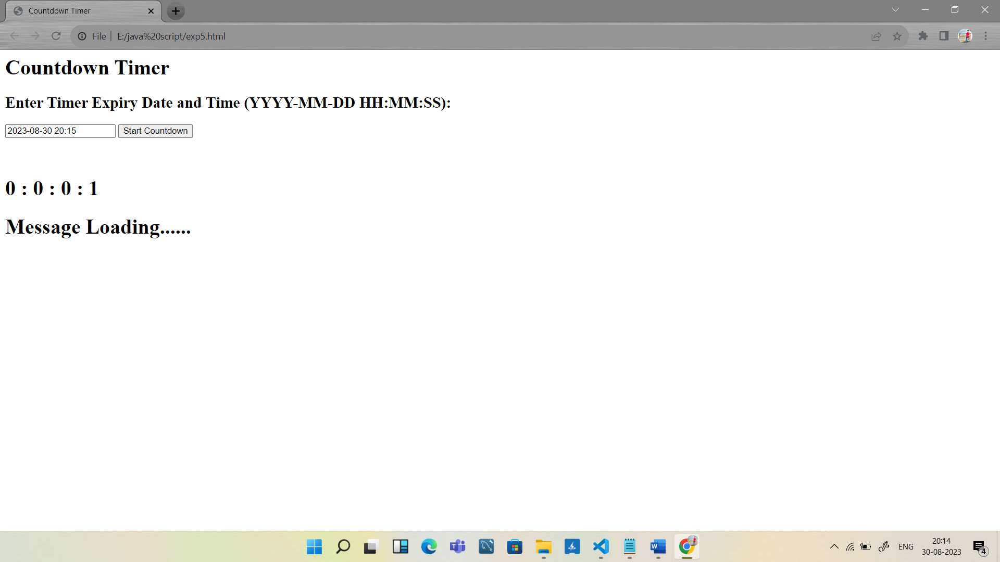 Countdown Timer
File
E:/java%20script/exp5.html
Countdown Timer
Enter Timer Expiry Date and Time (YYYY-MM-DD HH:MM:SS):
2023-08-30 20:15 Start Countdown
0 : 0 : 0 : 1
Message Loading......
ENG
20:14
30-08-2023
4